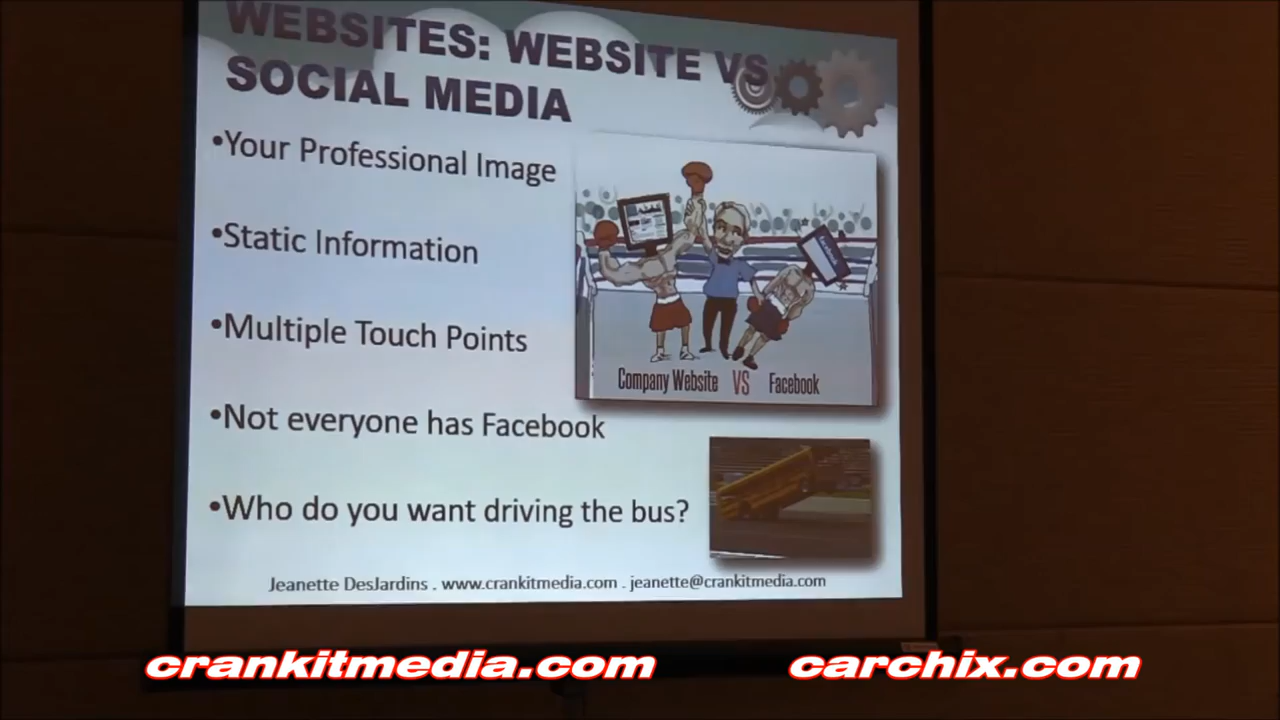 WEBSITES: WEBSITE VS
SOCIAL MEDIA
•Your Professional Image
•Static Information
•Multiple Touch Points
•Not everyone has Facebook
•Who do you want driving the bus?
facebook
Company Website VS Facebook
Jeanette DesJardins . www.crankitmedia.com . jeanette@crankitmedia.com
crankitmedia.com
carchix.com